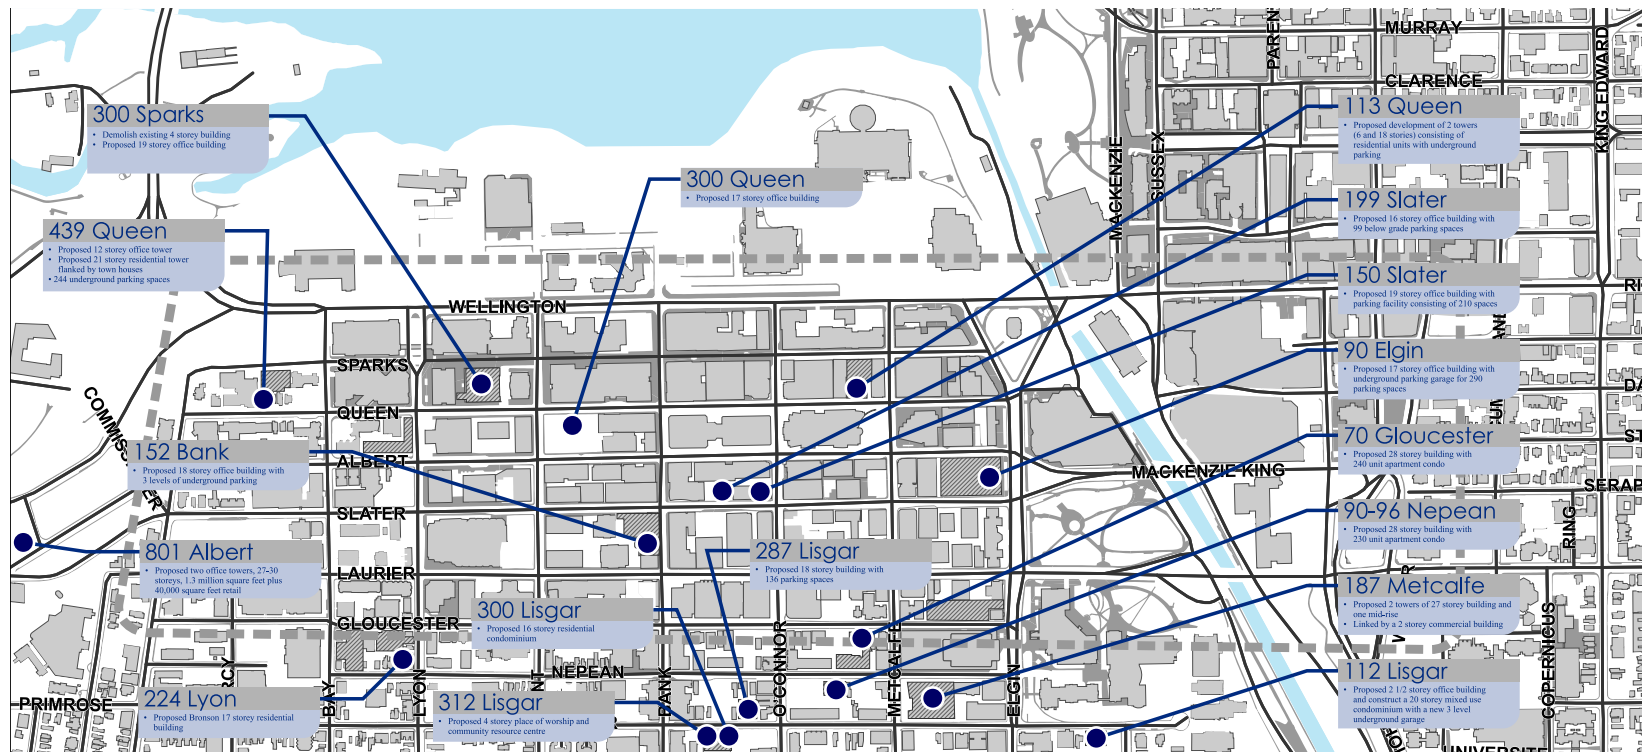 MURRAY
PARENT
CLARENCE
KING EDWARD
MACKENZIE
SUSSEX
300 Sparks
• Demolish existing 4 storey building
• Proposed 19 storey office building
113 Queen
• Proposed development of 2 towers
(6 and 18 stories) consisting of
residential units with underground
parking
300 Queen
• Proposed 17 storey office building
199 Slater
• Proposed 16 storey office building with
99 below grade parking spaces
439 Queen
• Proposed 12 storey office tower
• Proposed 21 storey residential tower
flanked by town houses
• 244 underground parking spaces
150 Slater
• Proposed 19 storey office building with
parking facility consisting of 210 spaces
WELLINGTON
RI
SPARKS
90 Elgin
• Proposed 17 storey office building with
underground parking garage for 290
parking spaces
DA
QUEEN
70 Gloucester
• Proposed 28 storey condo with
240 unit apartment condo
ST
152 Bank
• Proposed 18 storey office building with
3 levels of underground parking
ALBERT
MACKENZIE KING
SERAP
SLATER
90-96 Nepean
• Proposed 28 storey building with
230 unit apartment condo
RING
801 Albert
• Proposed two office towers, 27-30
storeys, 1.3 million square feet plus
40,000 square feet retail
287 Lisgar
• Proposed 18 storey building with
136 parking spaces
LAURIER
187 Metcalfe
• Proposed 2 towers of 27 storey building and
one mid-rise
• Linked by a 2 storey commercial building
300 Lisgar
• Proposed 16 storey residential
condominium
GLOUCESTER
O'CONNOR
METCALFE
COPERNICUS
NEPEAN
BAY
LYON
NT
BANK
ELGIN
RCY
PRIMROSE
224 Lyon
• Proposed Bronson 17 storey residential
building
312 Lisgar
• Proposed 4 storey place of worship and
community resource centre
112 Lisgar
• Proposed 2 1/2 storey office building
and construct a 20 storey mixed use
condominium with a new 3 level
underground garage
UNIVERSITE